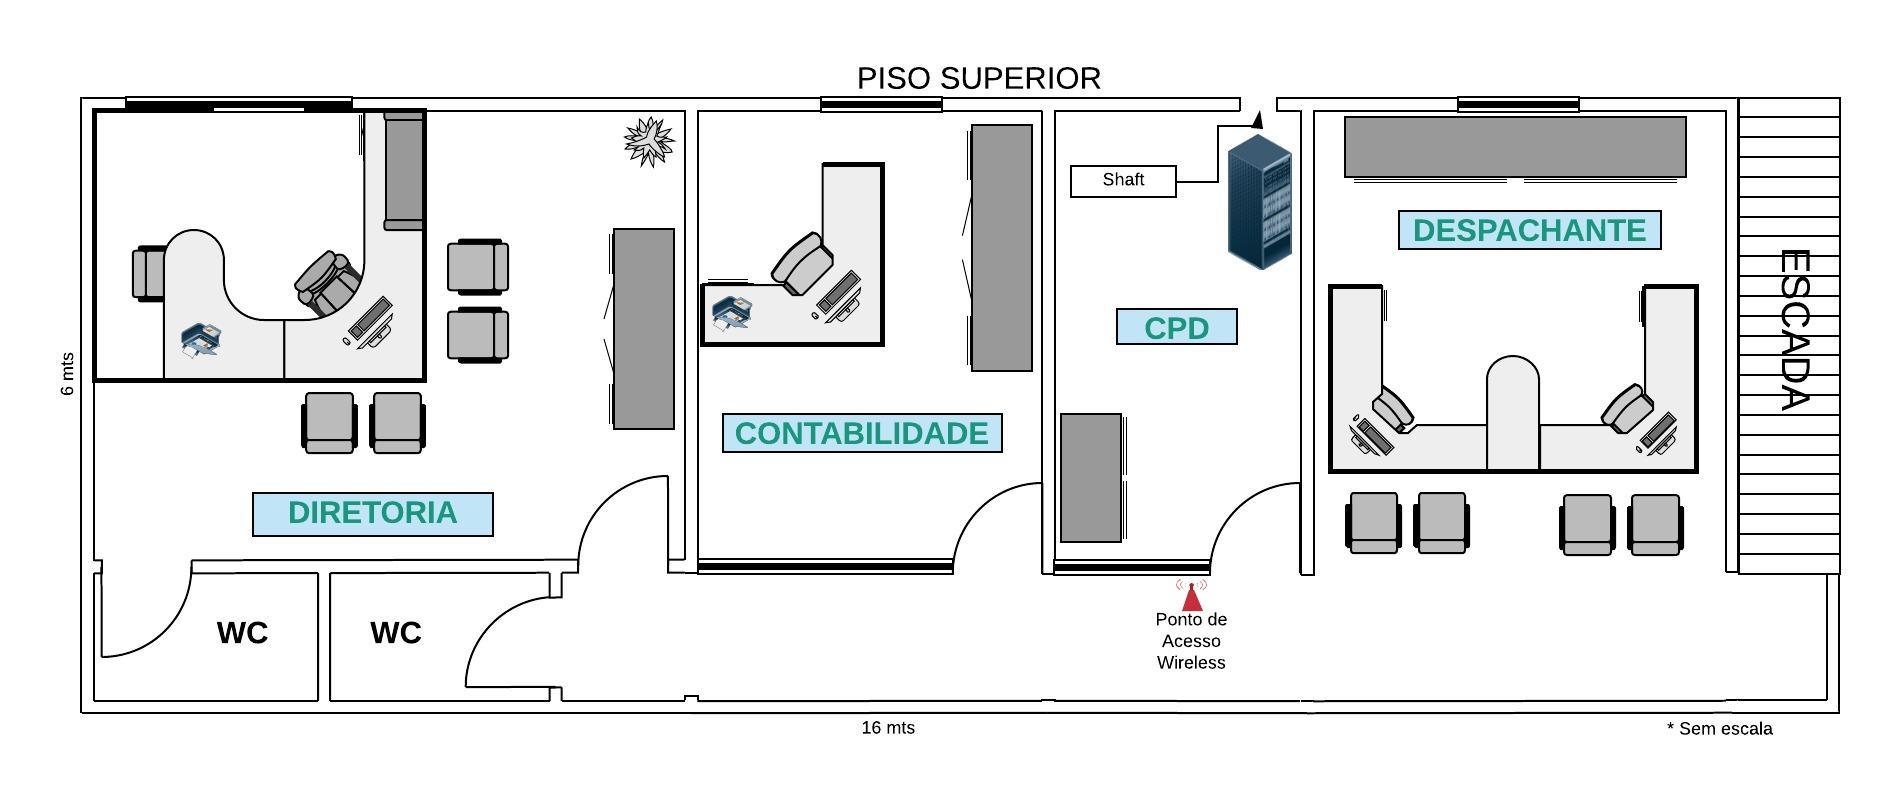 PISO SUPERIOR
Shaft
DESPACHANTE
ESCADA
CPD
6 mts
CONTABILIDADE
DIRETORIA
WC
WC
Ponto de
Acesso
Wireless
16 mts
* Sem escala